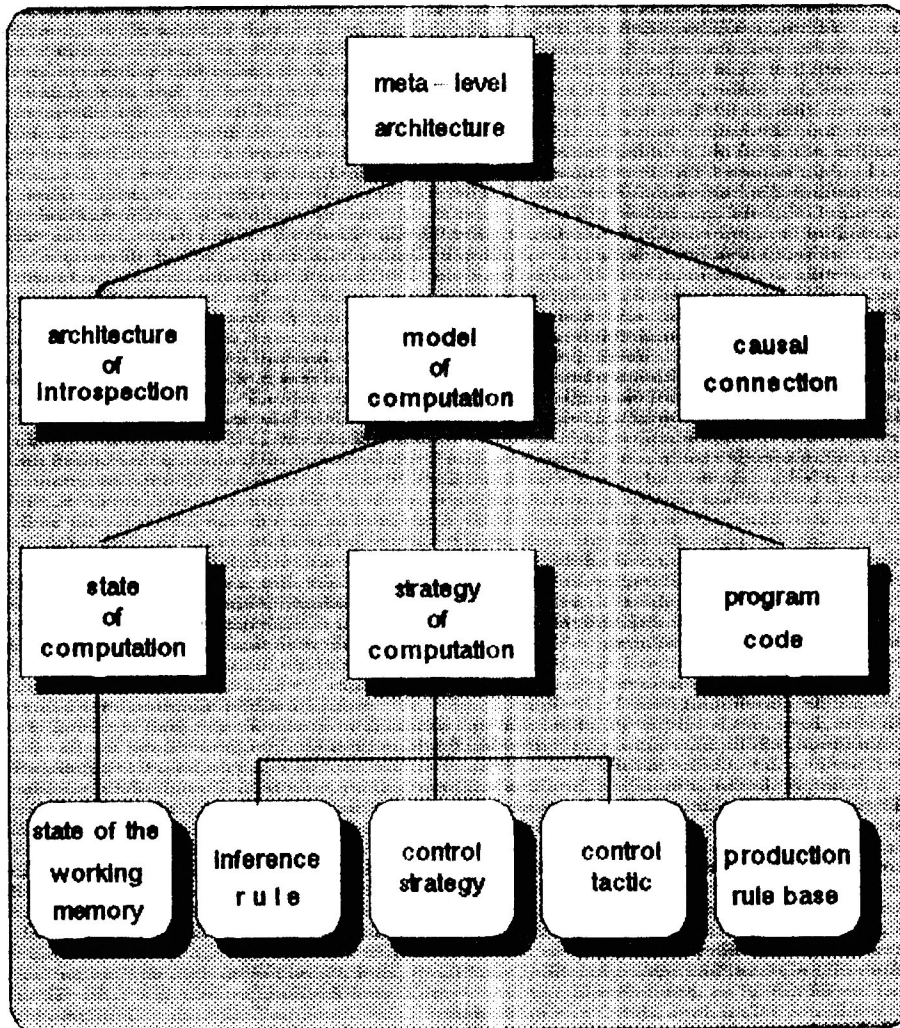 meta - level
architecture
architecture
of
introspection
model
of
computation
causal
connection
state
of
computation
strategy
of
computation
program
code
state of the
working
memory
inference
rule
control
strategy
control
tactic
production
rule base